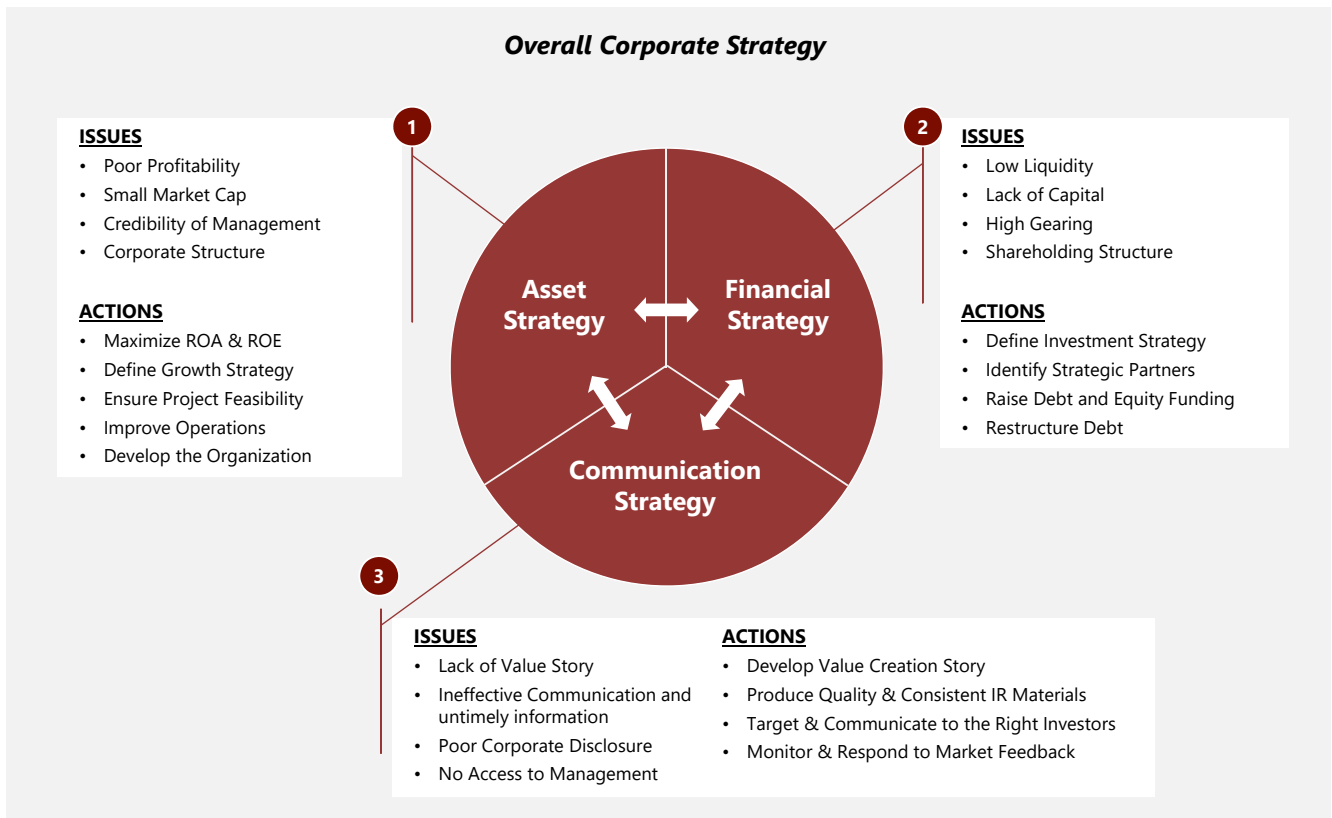 Overall Corporate Strategy
1
ISSUES
• Poor Profitability
• Small Market Cap
• Credibility of Management
• Corporate Structure
ACTIONS
• Maximize ROA & ROE
• Define Growth Strategy
• Ensure Project Feasibility
• Improve Operations
• Develop the Organization
2
ISSUES
• Low Liquidity
• Lack of Capital
• High Gearing
• Shareholding Structure
ACTIONS
• Define Investment Strategy
• Identify Strategic Partners
• Raise Debt and Equity Funding
• Restructure Debt
Asset
Strategy
Financial
Strategy
Communication
Strategy
3
ISSUES
• Lack of Value Story
• Ineffective Communication and
untimely information
• Poor Corporate Disclosure
• No Access to Management
ACTIONS
• Develop Value Creation Story
• Produce Quality & Consistent IR Materials
• Target & Communicate to the Right Investors
• Monitor & Respond to Market Feedback